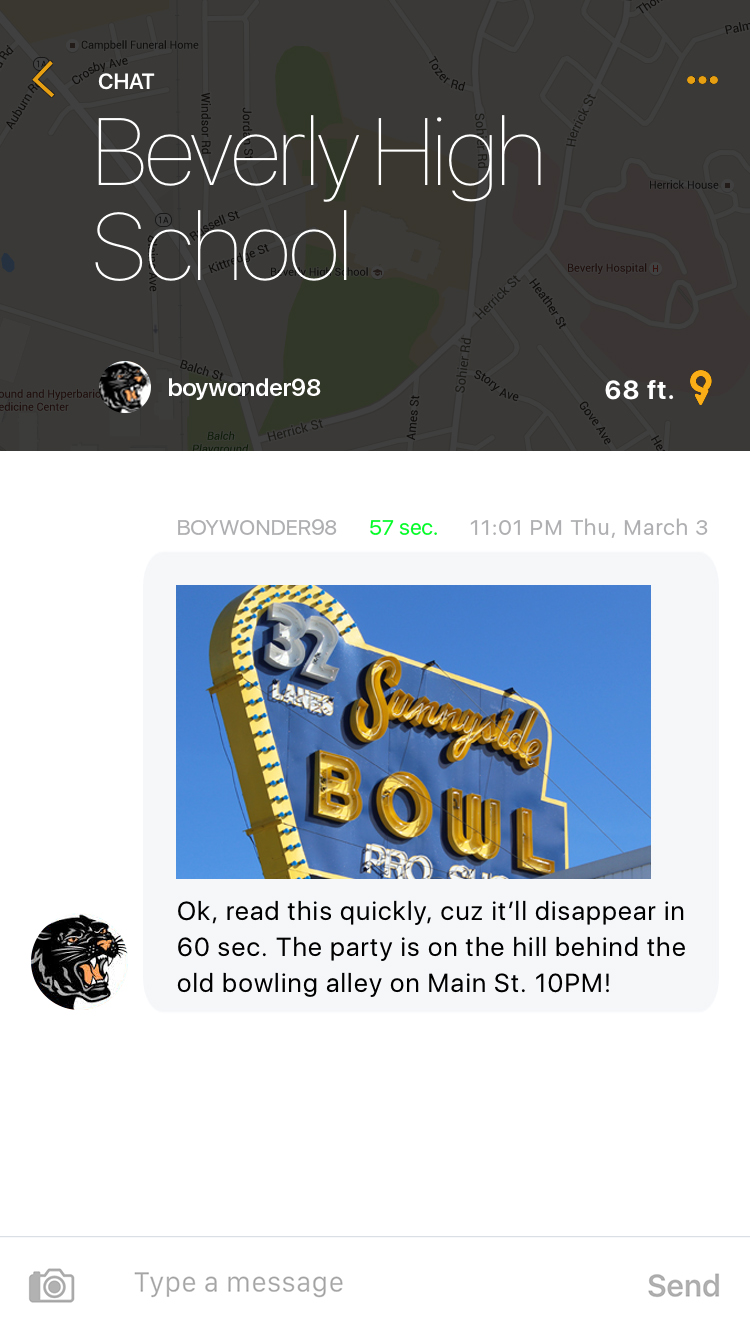 Campbell Funeral Home
Crosby Ave
1A
Auburn Rd
Tozer Rd
CHAT
Beverly High
School
Windsor Rd
Sohier Rd
Herrick St
Herrick House
1A
Russell St
Kittredge St
Beverly High School
Beverly Hospital H
Herrick St
Heather St
Sohier Rd
Story Ave
Balch St
Ames St
Gove Ave
boywonder98
68 ft.
ound and Hyperbaric
edicine Center
Balch
Playground
Herrick St
BOYWONDER98 57 sec. 11:01 PM Thu, March 3
32
LANES
Sunnyside
BOWL
PRO
Ok, read this quickly, cuz it’ll disappear in
60 sec. The party is on the hill behind the
old bowling alley on Main St. 10PM!
Type a message
Send